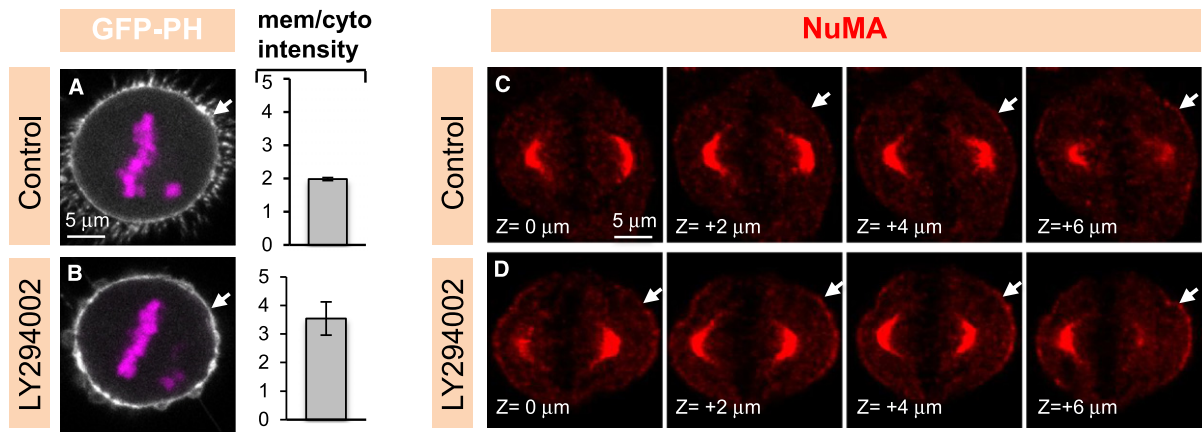 GFP-PH
mem/cyto
intensity
NuMA
Control
A
5 μm
5
4
3
2
1
0
Control
C
Z= 0 μm
5 μm
Z= +2 μm
Z= +4 μm
Z=+6 μm
LY294002
B
5
4
3
2
1
0
LY294002
D
Z= 0 μm
Z= +2 μm
Z= +4 μm
Z=+6 μm